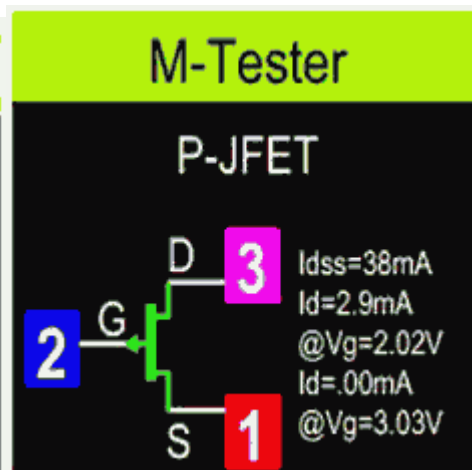 M-Tester
P-JFET
D
3
Idss=38mA
Id=2.9mA
@Vg=2.02V
Id=.00mA
@Vg=3.03V
2
G
S
1